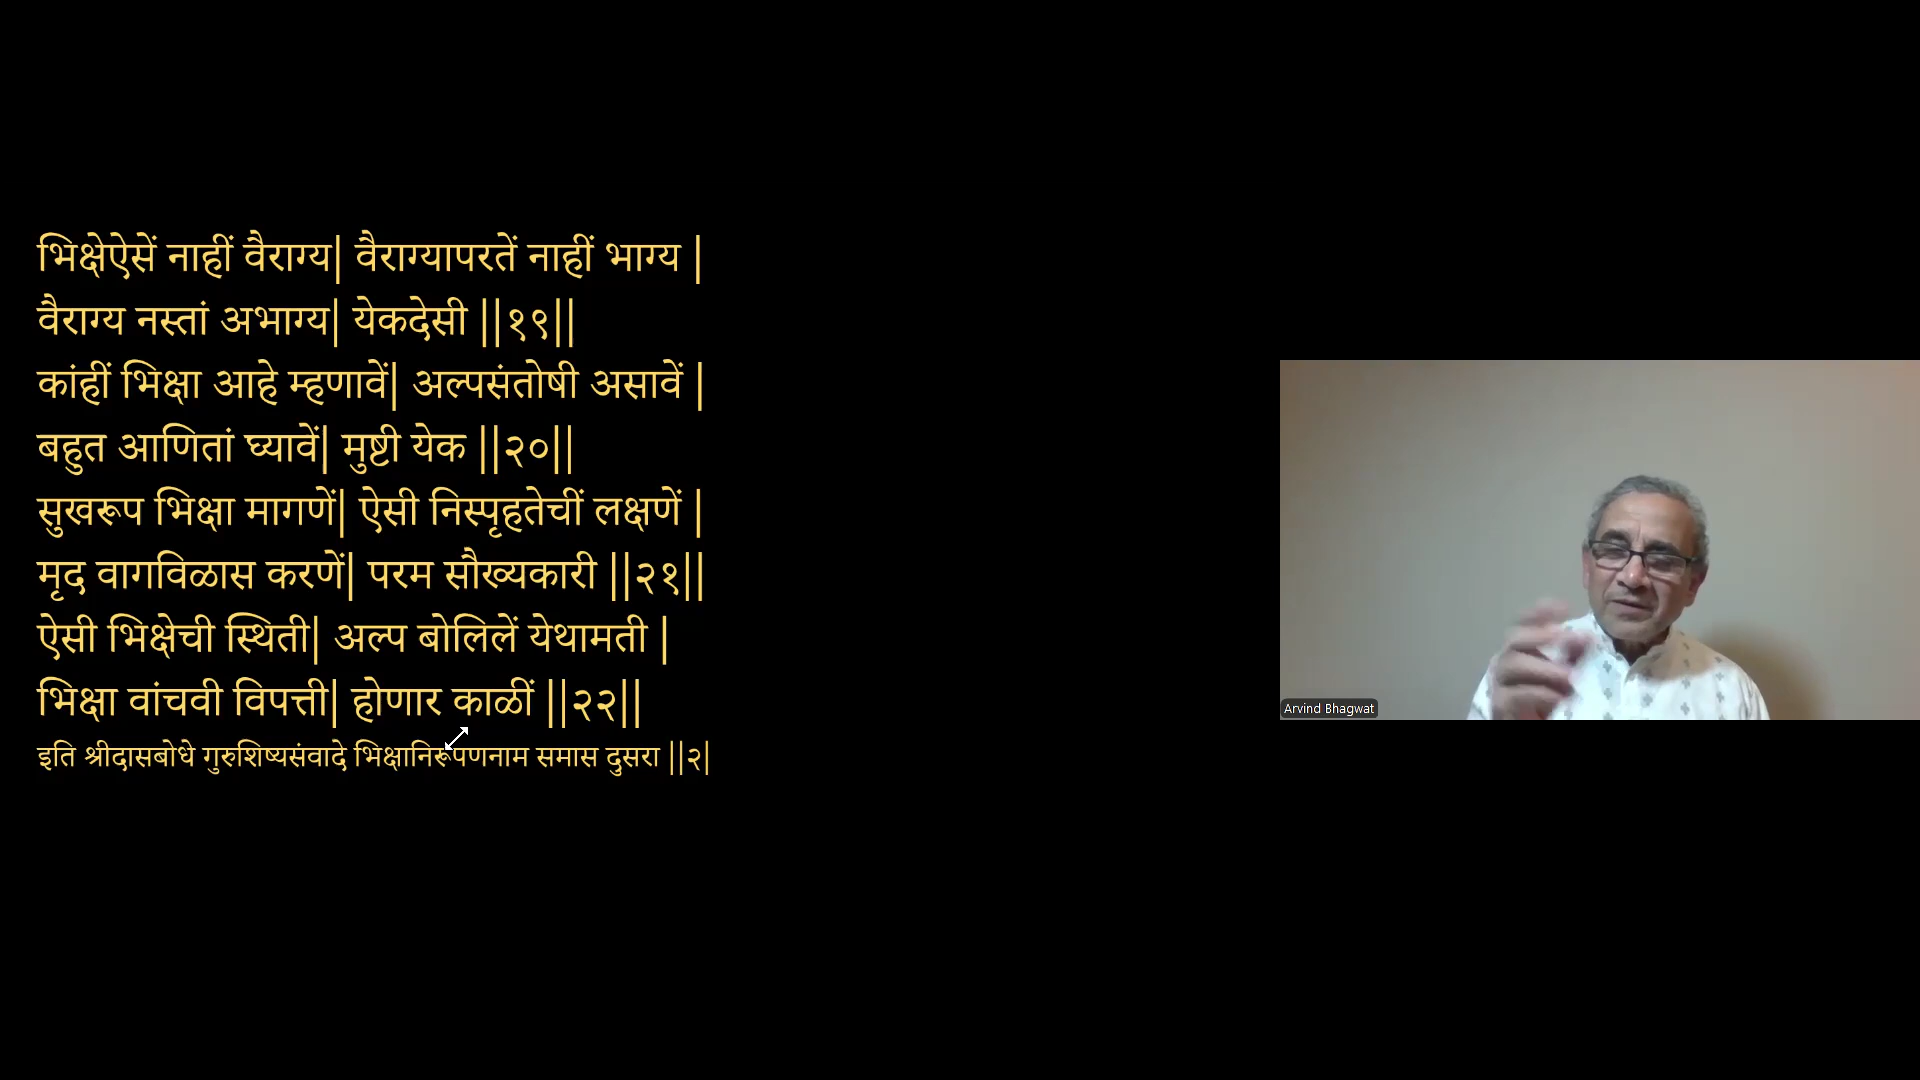 भिक्षेऐसें नाहीं वैराग्य| वैराग्यापरतें नाहीं भाग्य |
वैराग्य नस्तां अभाग्य| येकदेसी ||१९||
कांहीं भिक्षा आहे म्हणावें| अल्पसंतोषी असावें |
बहुत आणितां घ्यावें| मुष्टी येक ||२०||
सुखरूप भिक्षा मागणें| ऐसी निस्पृहतेचीं लक्षणें |
मृद वागविळास करणें| परम सौख्यकारी ||२१||
ऐसी भिक्षेची स्थिती| अल्प बोलिलें येथामती |
भिक्षा वांचवी विपत्ती| होणार काळीं ||२२||
इति श्रीदासबोधे गुरुशिष्यसंवादे भिक्षानिरूपणनाम समास दुसरा ||२|
Arvind Bhagwat